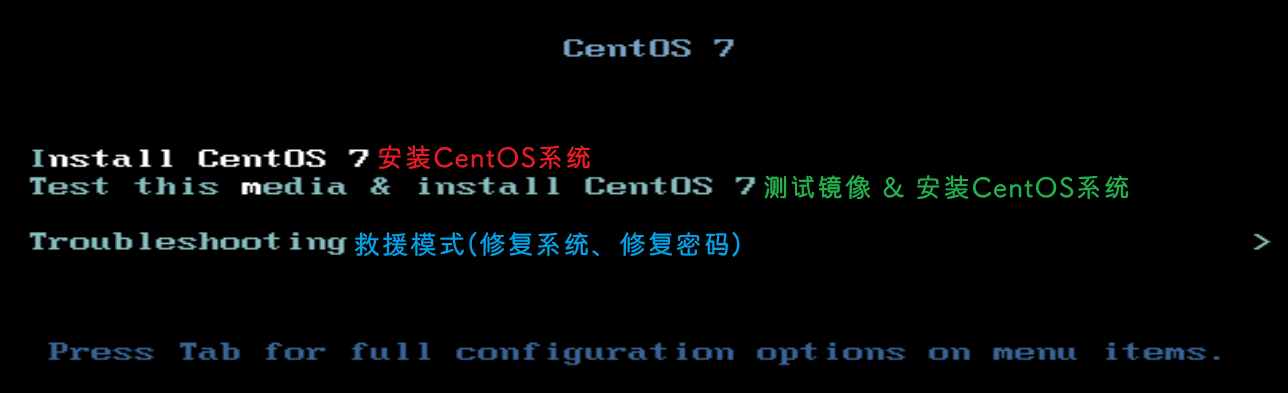 CentOS 7
Install CentOS 7 安装CentOS系统
Test this media & install CentOS 7 测试镜像 & 安装CentOS系统
Troubleshooting 救援模式(修复系统、修复密码) >
Press Tab for full configuration options on menu items.